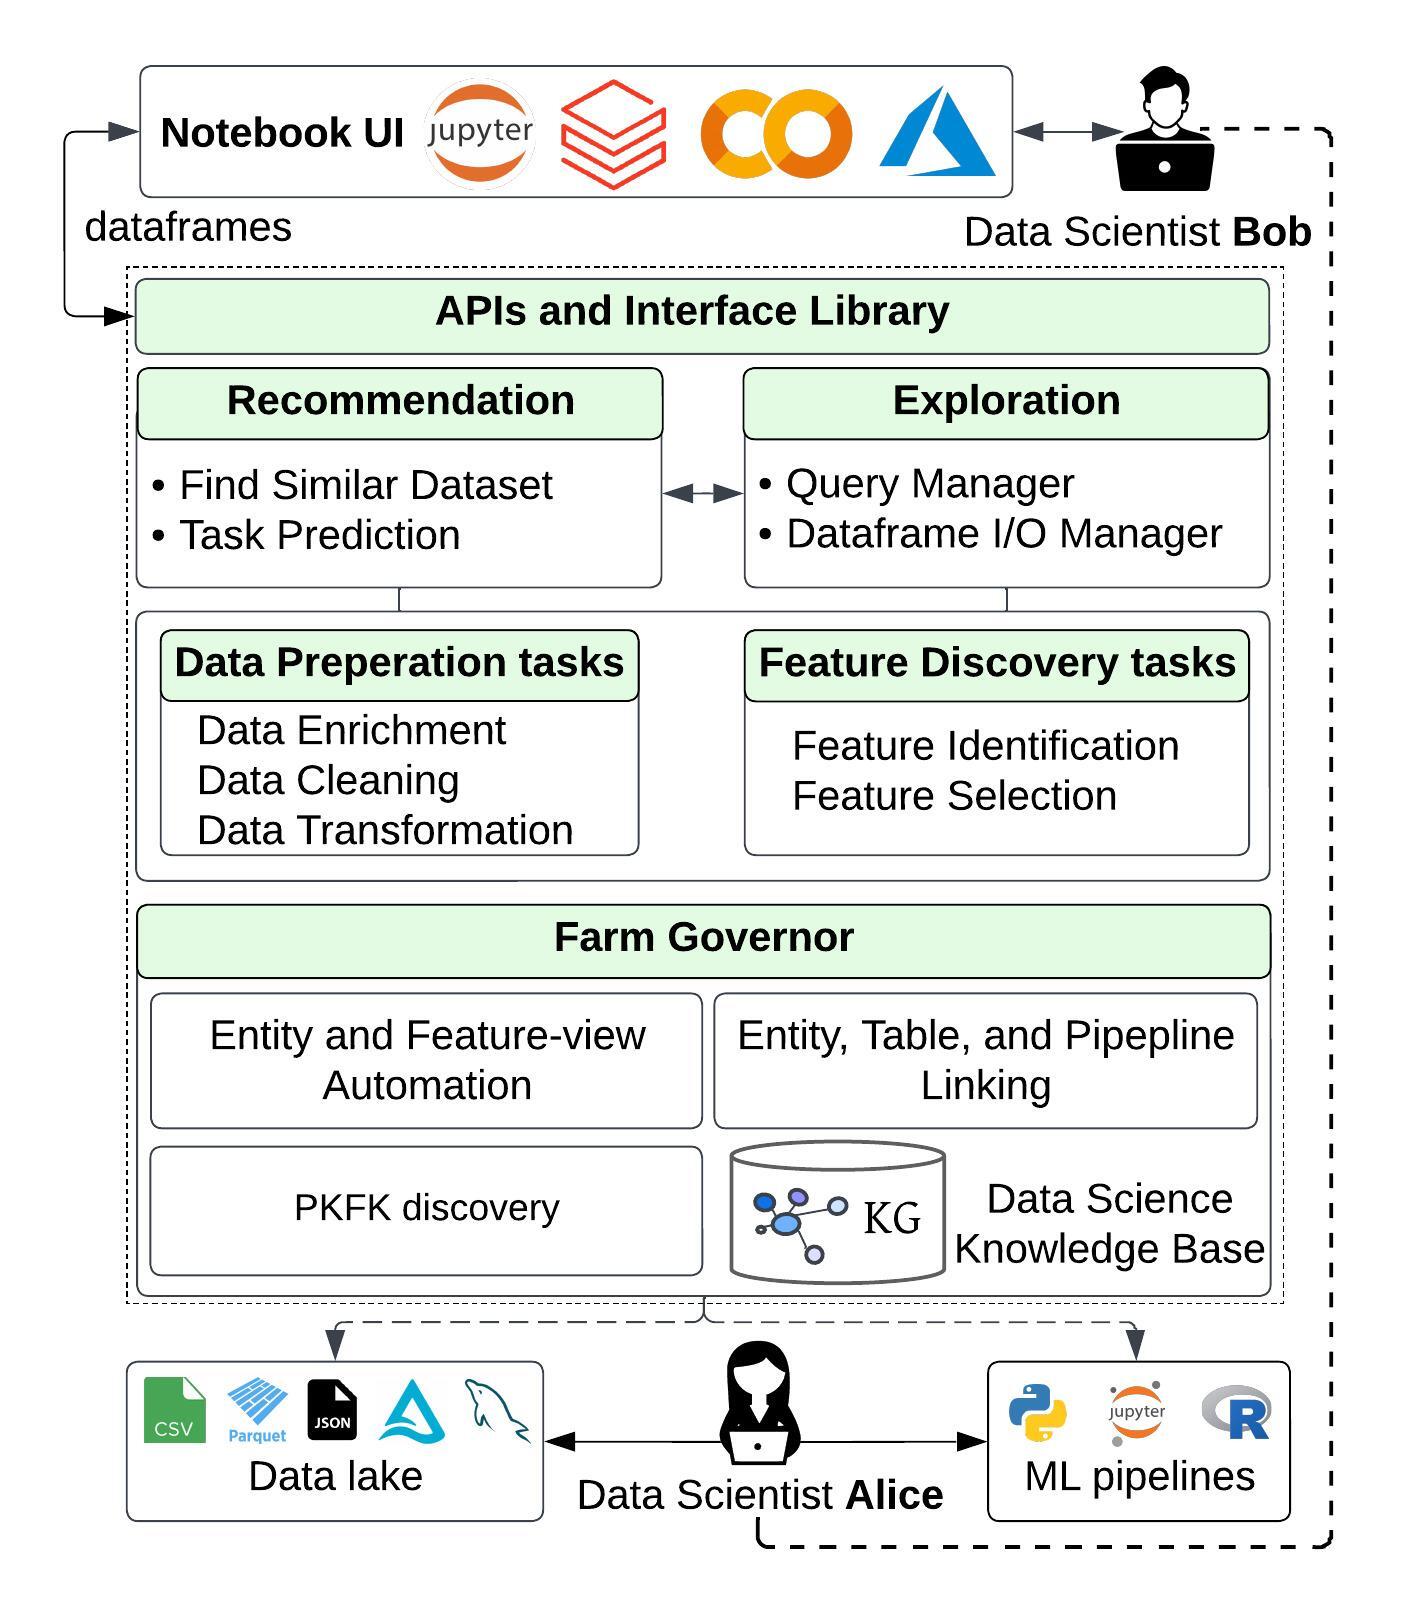 Notebook UI
jupyter
dataframes
Data Scientist Bob
APIs and Interface Library
Recommendation
• Find Similar Dataset
• Task Prediction
Exploration
• Query Manager
• Dataframe I/O Manager
Data Preperation tasks
Data Enrichment
Data Cleaning
Data Transformation
Feature Discovery tasks
Feature Identification
Feature Selection
Farm Governor
Entity and Feature-view
Automation
Entity, Table, and Pipepline
Linking
PKFK discovery
KG
Data Science
Knowledge Base
CSV
Parquet
JSON
Data lake
Data Scientist Alice
jupyter
R
ML pipelines